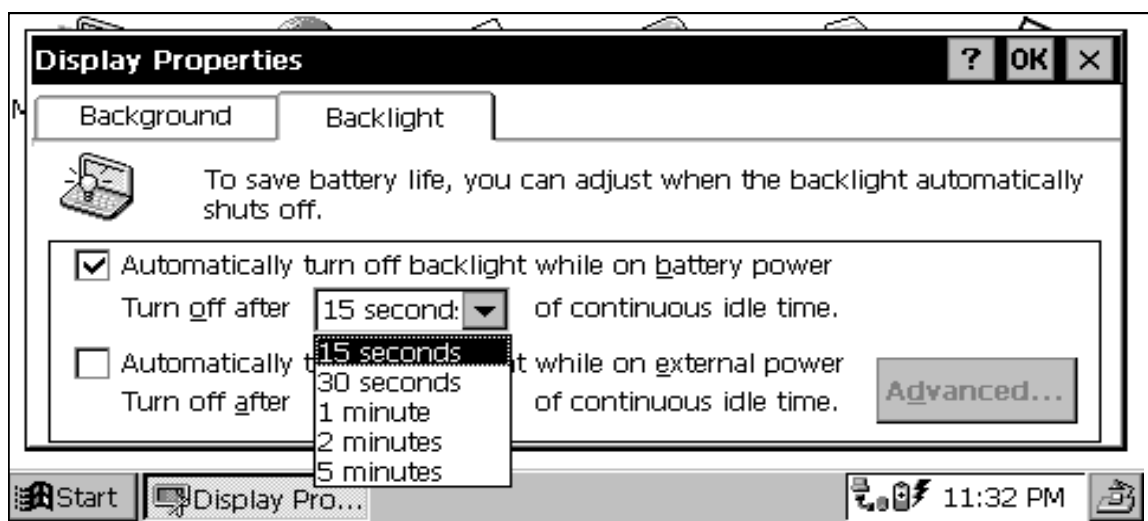 Display Properties ? OK ×
Background Backlight
To save battery life, you can adjust when the backlight automatically
shuts off.
Automatically turn off backlight while on battery power
Turn off after 15 second of continuous idle time.
15 seconds
30 seconds
1 minute
2 minutes
5 minutes
Automatically t while on external power
Turn off after of continuous idle time.
Advanced...
Start Display Pro... 11:32 PM